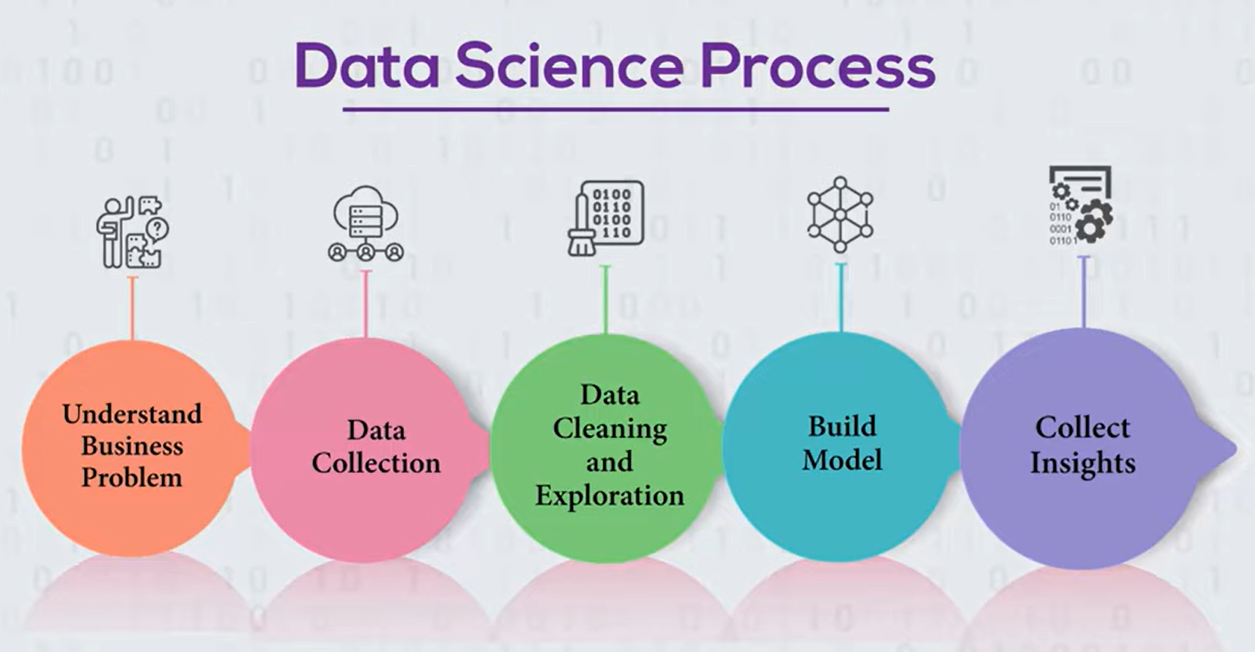 Data Science Process
0100
0110
0100
110
?
01
0110
0001
01101
Understand
Business
Problem
Data
Collection
Data
Cleaning
and
Exploration
Build
Model
Collect
Insights